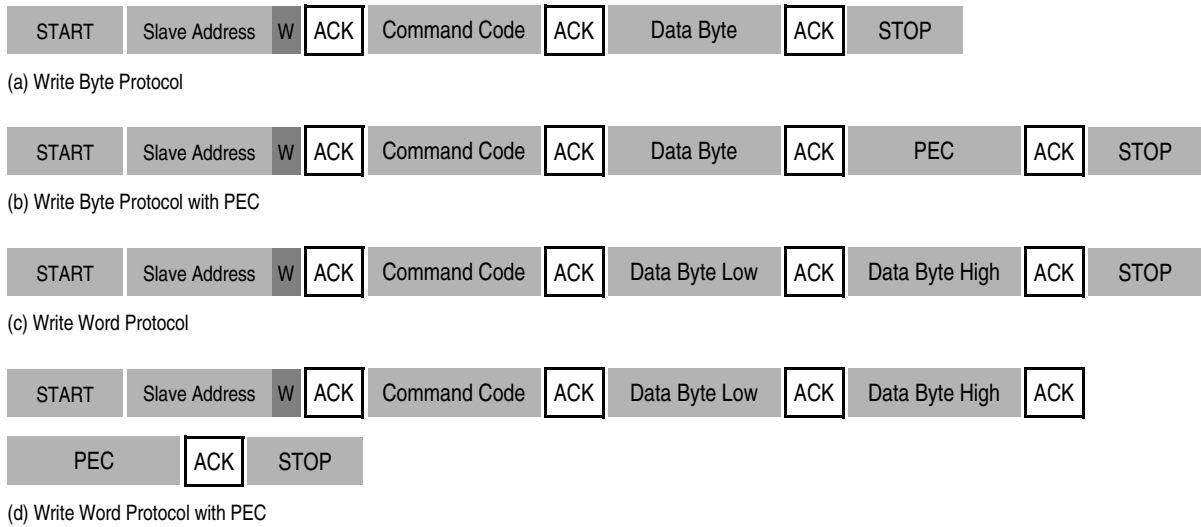 START Slave Address W ACK Command Code ACK Data Byte ACK STOP
(a) Write Byte Protocol
START Slave Address W ACK Command Code ACK Data Byte ACK PEC ACK STOP
(b) Write Byte Protocol with PEC
START Slave Address W ACK Command Code ACK Data Byte Low ACK Data Byte High ACK STOP
(c) Write Word Protocol
START Slave Address W ACK Command Code ACK Data Byte Low ACK Data Byte High ACK
PEC ACK STOP
(d) Write Word Protocol with PEC